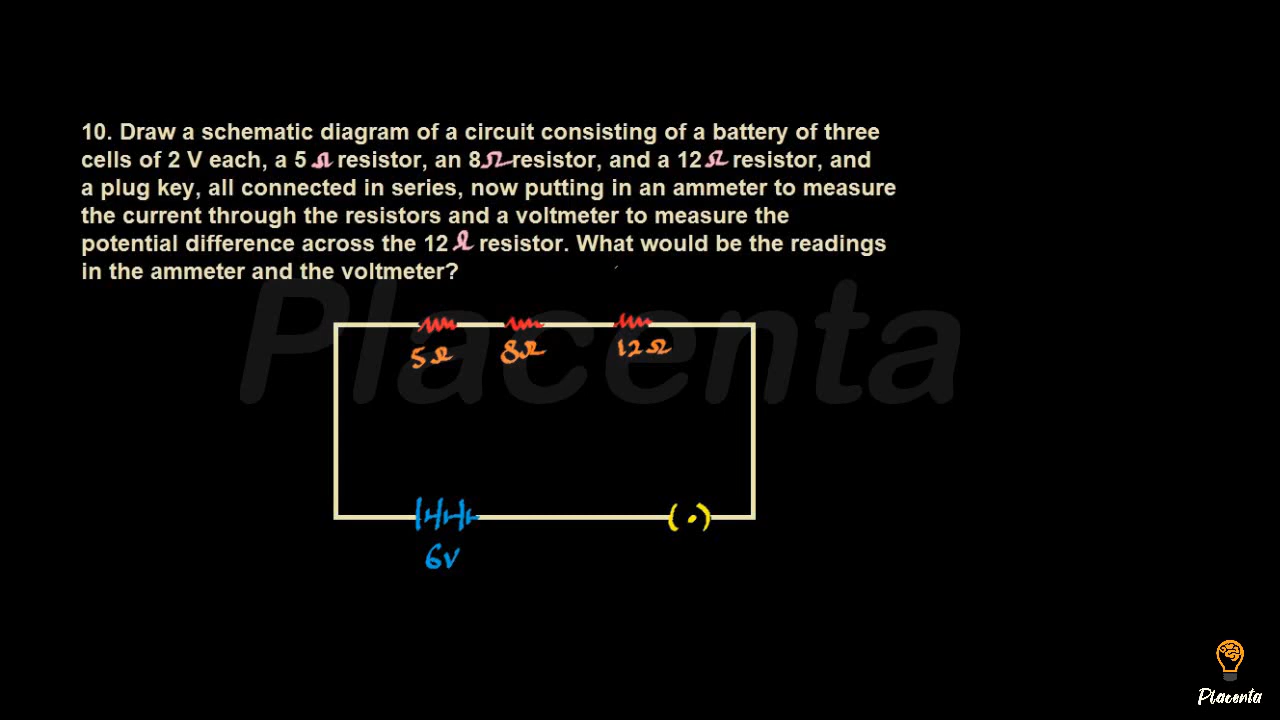 10. Draw a schematic diagram of a circuit consisting of a battery of three
cells of 2 V each, a 5 Ω resistor, an 8Ω resistor, and a 12 Ω resistor, and
a plug key, all connected in series, now putting in an ammeter to measure
the current through the resistors and a voltmeter to measure the
potential difference across the 12 Ω resistor. What would be the readings
in the ammeter and the voltmeter?
Placenta
5Ω 8Ω 12Ω
6V
Placenta